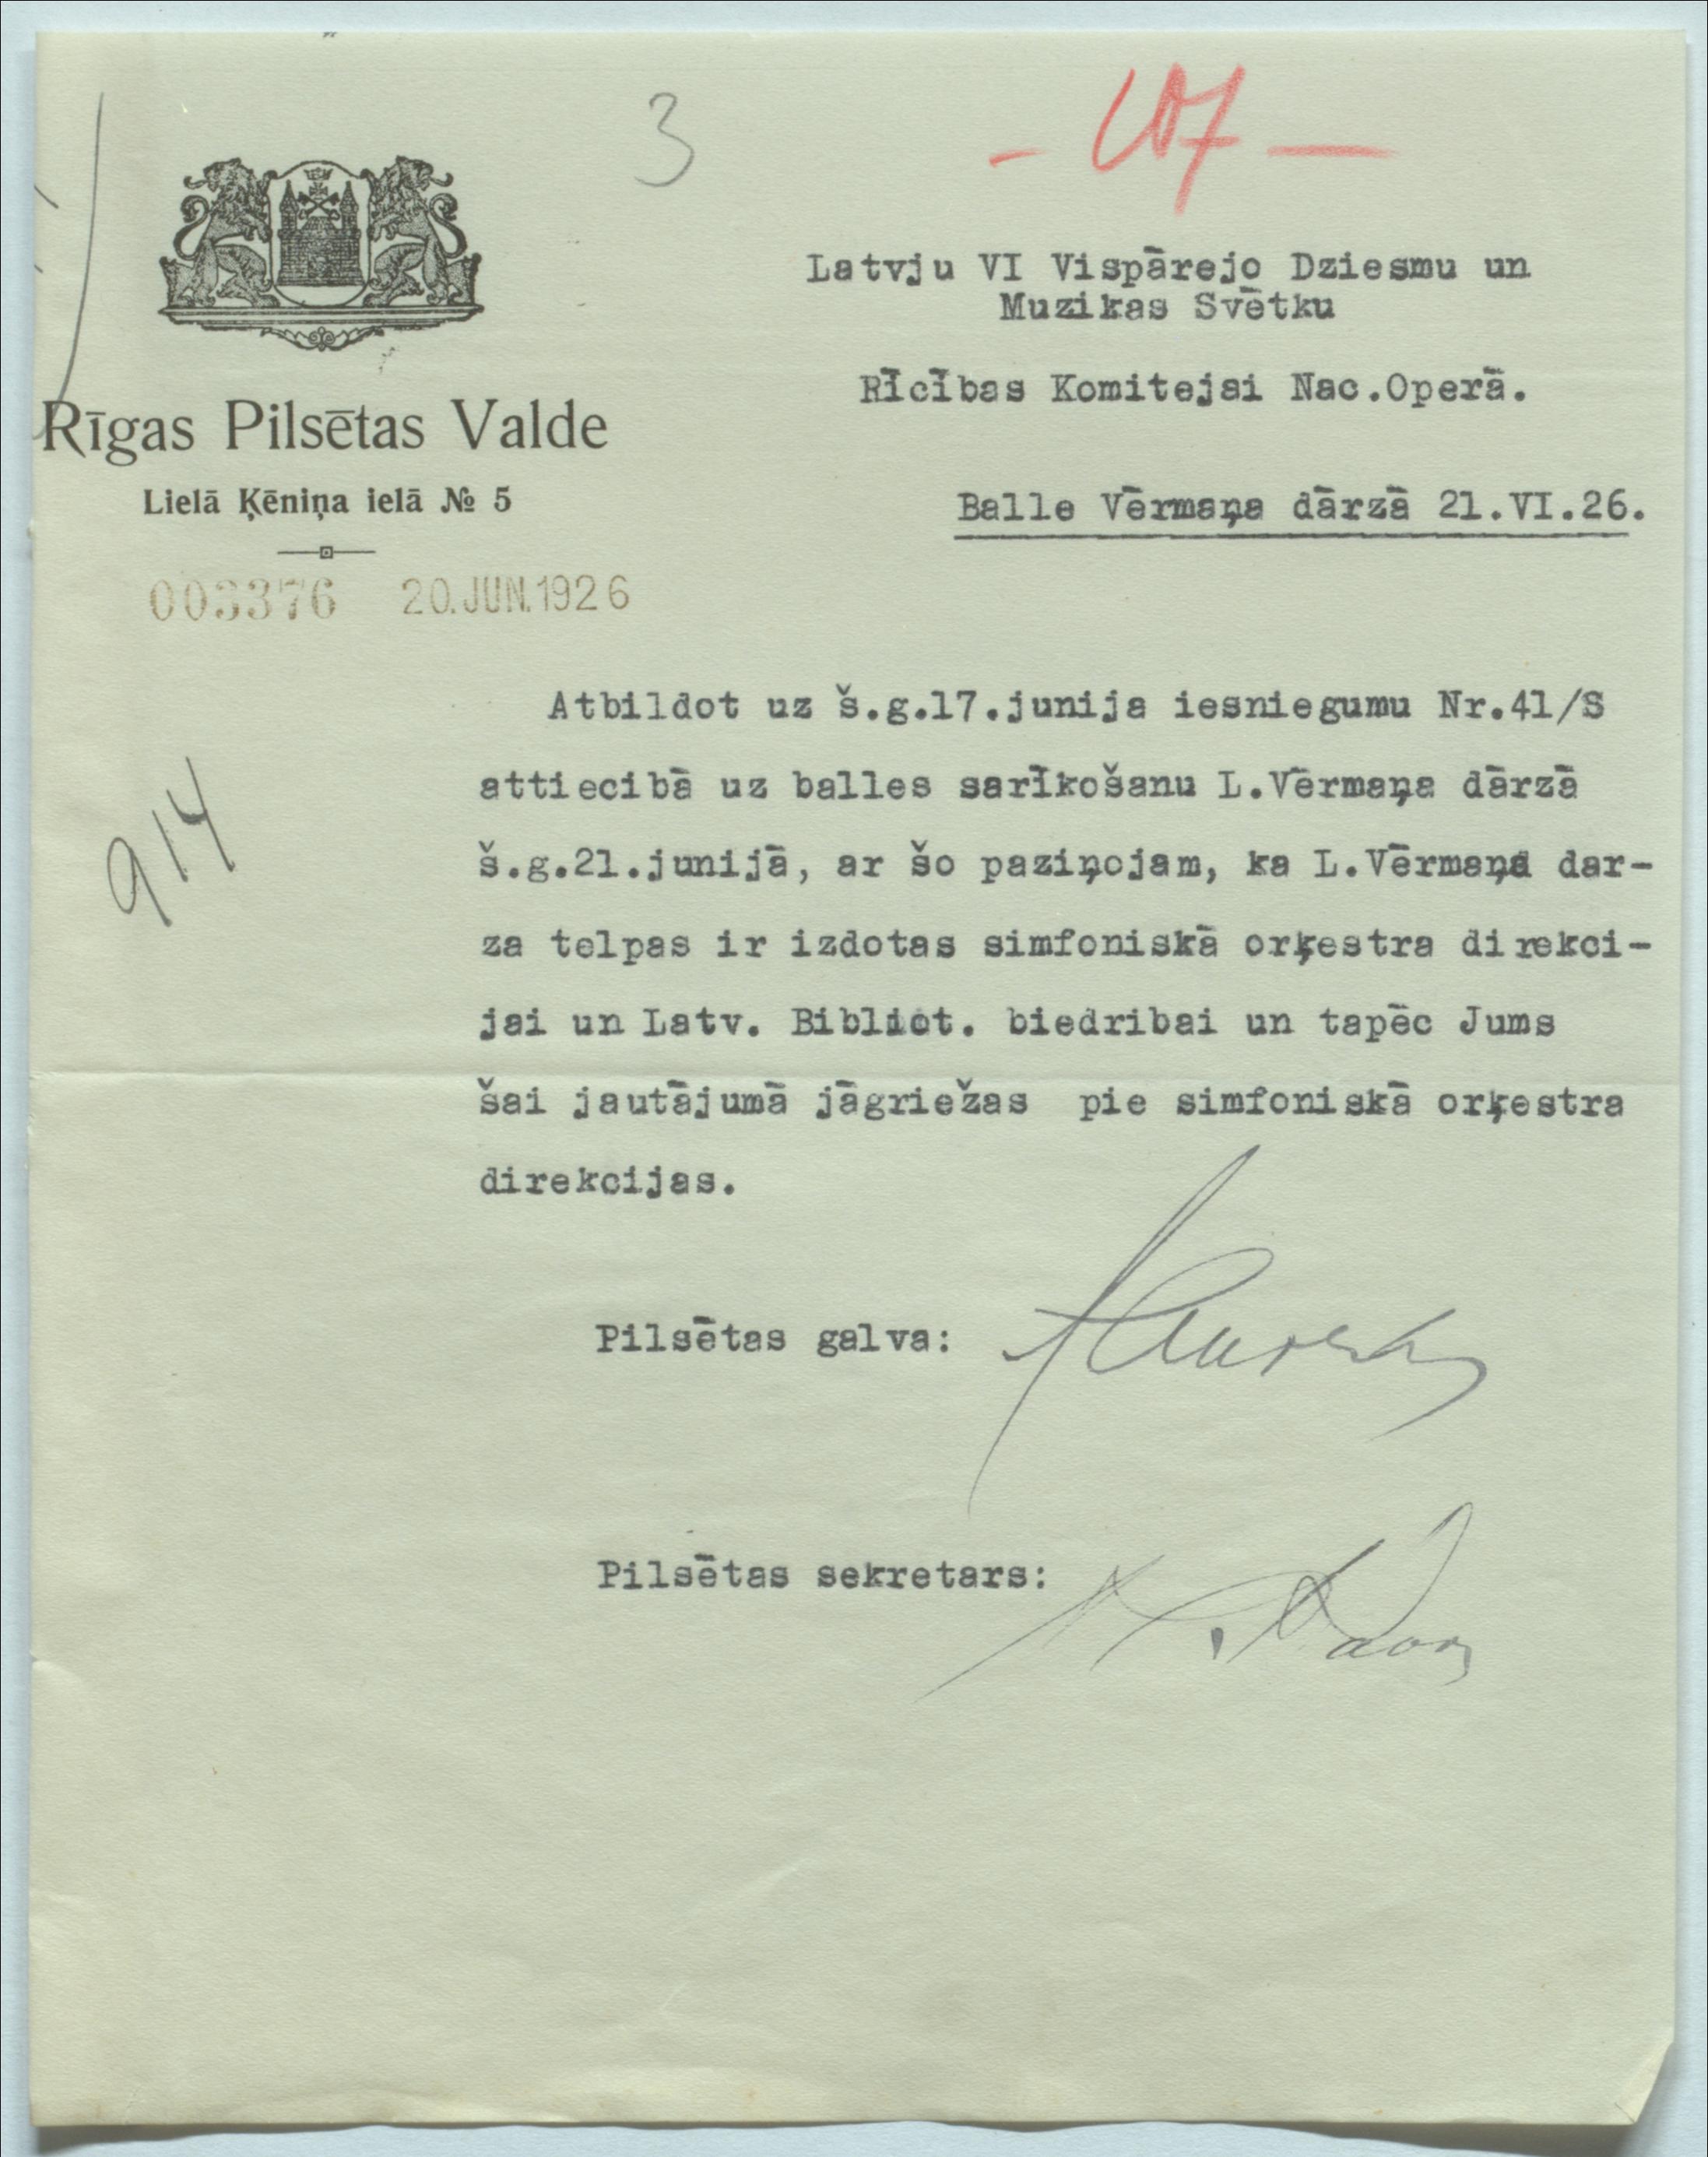 3
- 107 -
Latvju VI Vispārejo Dziesmu un
Muzikas Svētku
Rīcības Komitejai Nac.Operā.
Rīgas Pilsētas Valde
Lielā Ķēniņa ielā № 5
Balle Vērmaņa dārzā 21.VI.26.
003376 20.JUN.1926
Atbildot uz š.g.17.junija iesniegumu Nr.41/S
attiecibā uz balles sarīkošanu L.Vērmaņa dārzā
š.g.21.junijā, ar šo paziņojam, ka L.Vērmaņa dar-
za telpas ir izdotas simfoniskā orķestra direkci-
jai un Latv. Bibliot. biedribai un tapēc Jums
šai jautājumā jāgriežas pie simfoniskā orķestra
direkcijas.
914
Pilsētas galva:
Pilsētas sekretars: